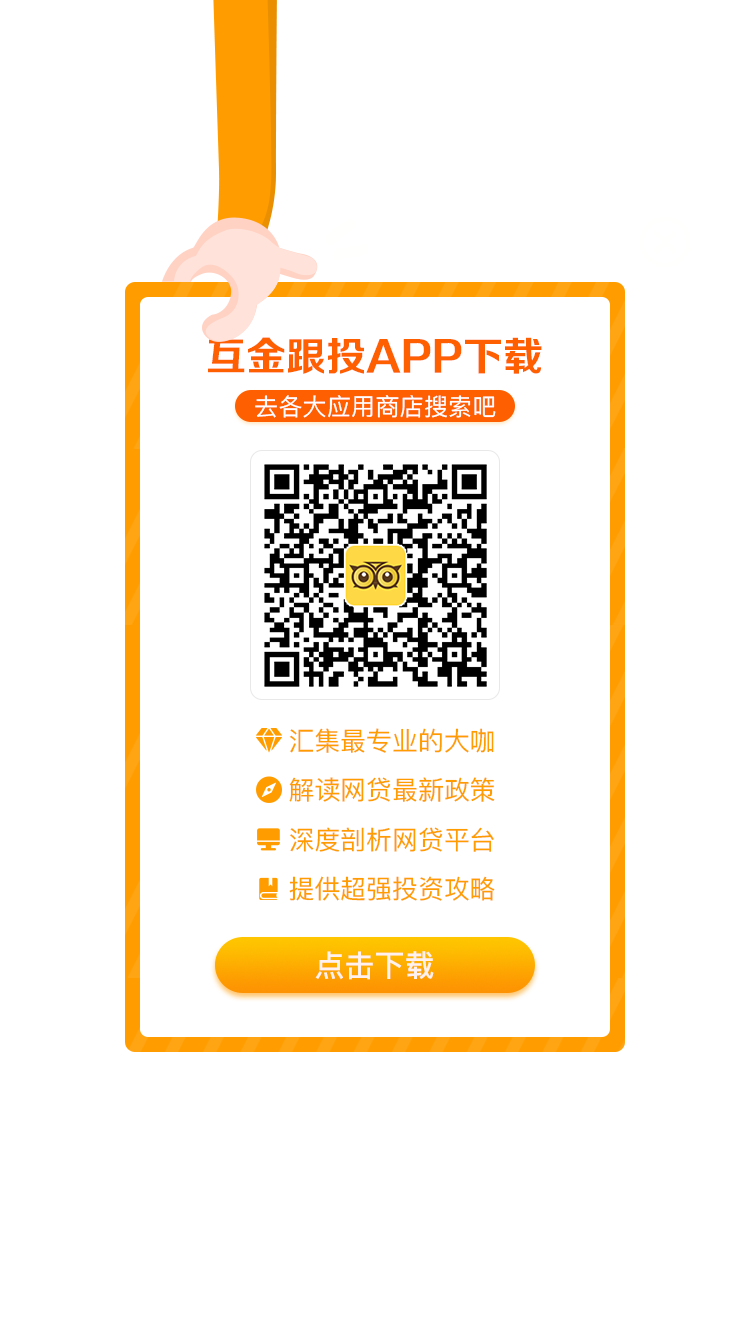 互金跟投APP下载
去各大应用商店搜索吧
汇集最专业的大咖
解读网贷最新政策
深度剖析网贷平台
提供超强投资攻略
点击下载